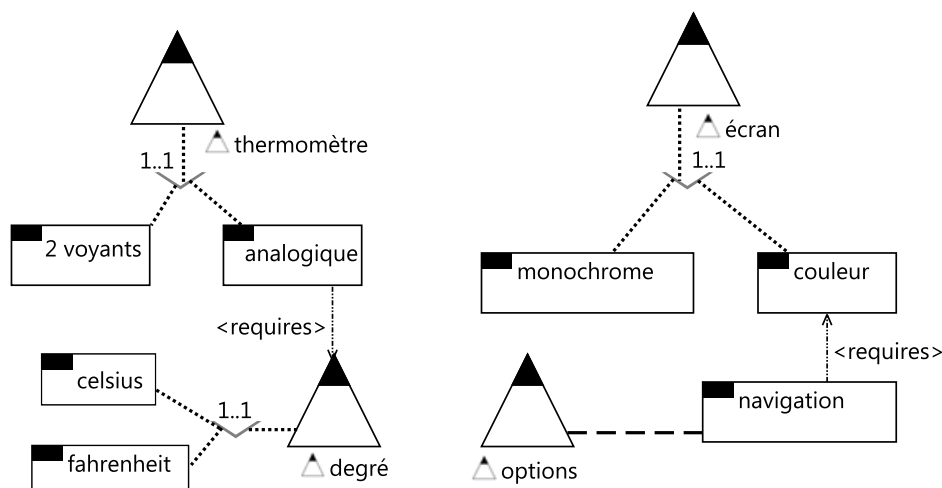 thermomètre
1..1
2 voyants
analogique
<requires>
celsius
1..1
fahrenheit
degré
écran
1..1
monochrome
couleur
<requires>
navigation
options